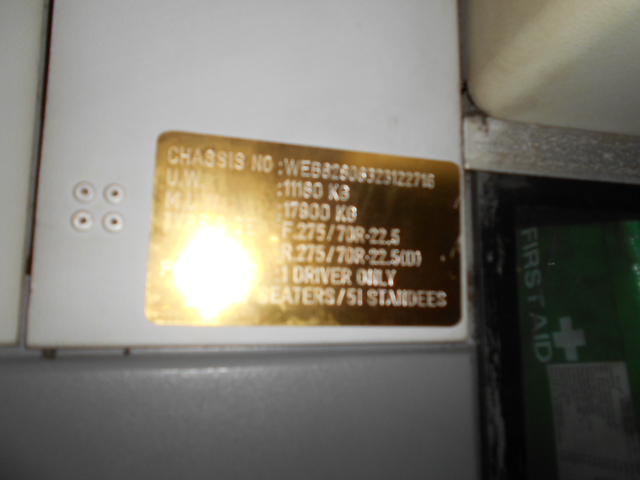 CHASSIS NO :WEB62808323122716
U.W. :11180 KG
:17900 KG
F.275/70R-22.5
R.275/70R-22.5(D)
:1 DRIVER ONLY
SEATERS/51 STANDEES
FIRST AID